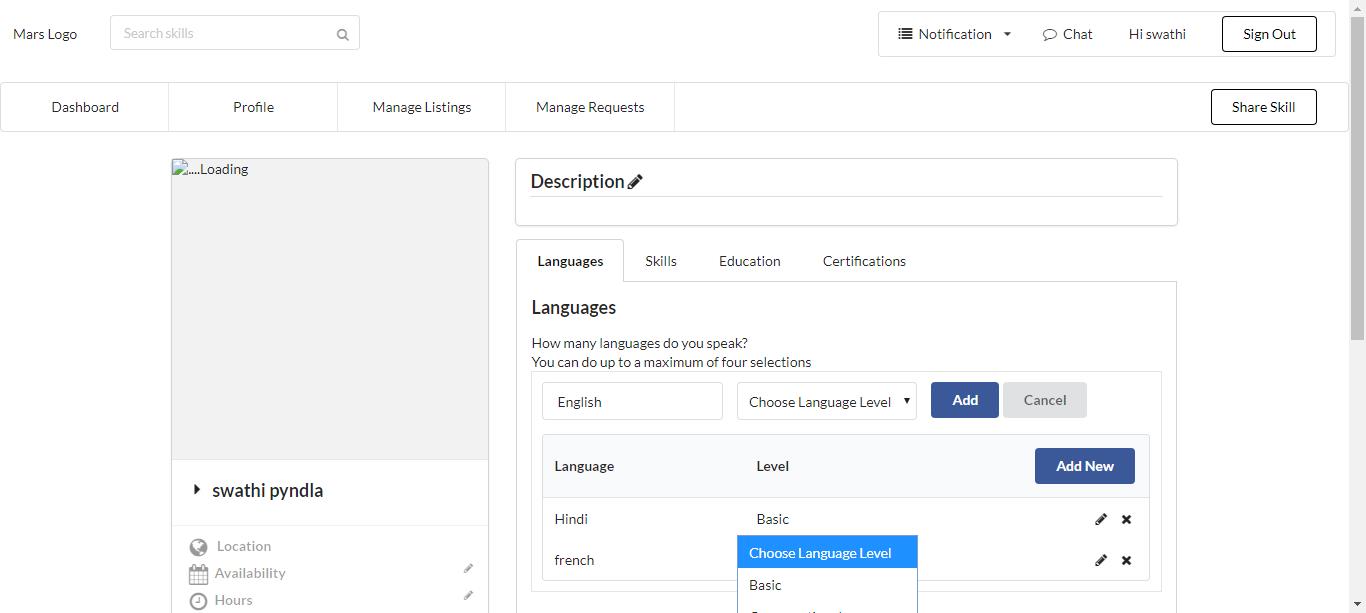 Mars Logo
Search skills
Notification
Chat
Hi swathi
Sign Out
Dashboard
Profile
Manage Listings
Manage Requests
Share Skill
....Loading
swathi pyndla
Location
Availability
Hours
Description
Languages
Skills
Education
Certifications
Languages
How many languages do you speak?
You can do up to a maximum of four selections
English
Choose Language Level
Add
Cancel
Language
Level
Add New
Hindi
Basic
french
Choose Language Level
Basic